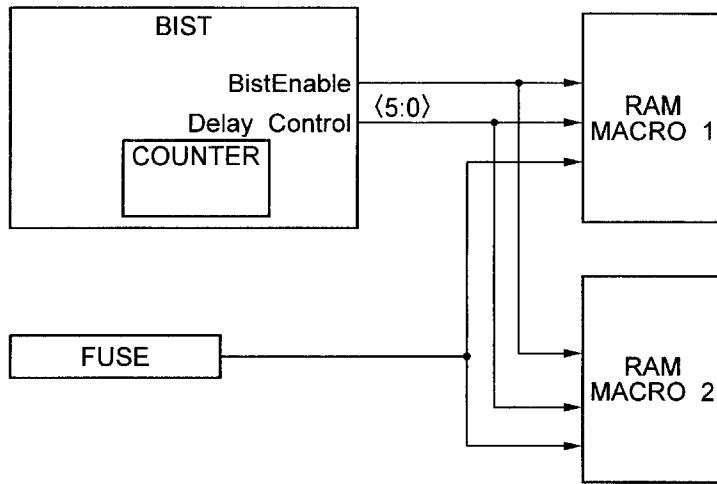 BIST
BistEnable
Delay Control
〈5:0〉
COUNTER
RAM
MACRO 1
FUSE
RAM
MACRO 2